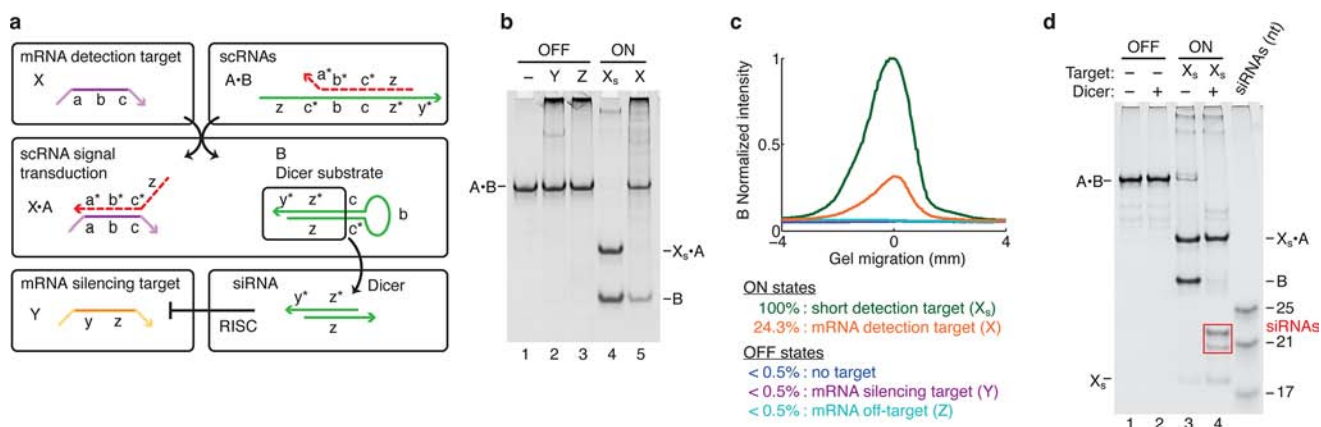 a
mRNA detection target
X
a b c
scRNAs
A•B
a* b* c* z
z c* b c z* y*
scRNA signal
transduction
X•A
z
a* b* c*
a b c
B
Dicer substrate
y* z* c
b
z c*
mRNA silencing target
Y
y z
RISC
siRNA
Dicer
y* z*
z
b
OFF ON
– Y Z Xs X
A•B–
–Xs•A
–B
1 2 3 4 5
c
B Normalized intensity
1
0.5
0
−4 0 4
Gel migration (mm)
ON states
100% : short detection target (Xs)
24.3% : mRNA detection target (X)
OFF states
< 0.5% : no target
< 0.5% : mRNA silencing target (Y)
< 0.5% : mRNA off-target (Z)
d
OFF ON
Target: – – Xs Xs
Dicer: – + – +
siRNAs (nt)
A•B–
Xs•A–
B–
–25
siRNAs
–21
Xs–
–17
1 2 3 4